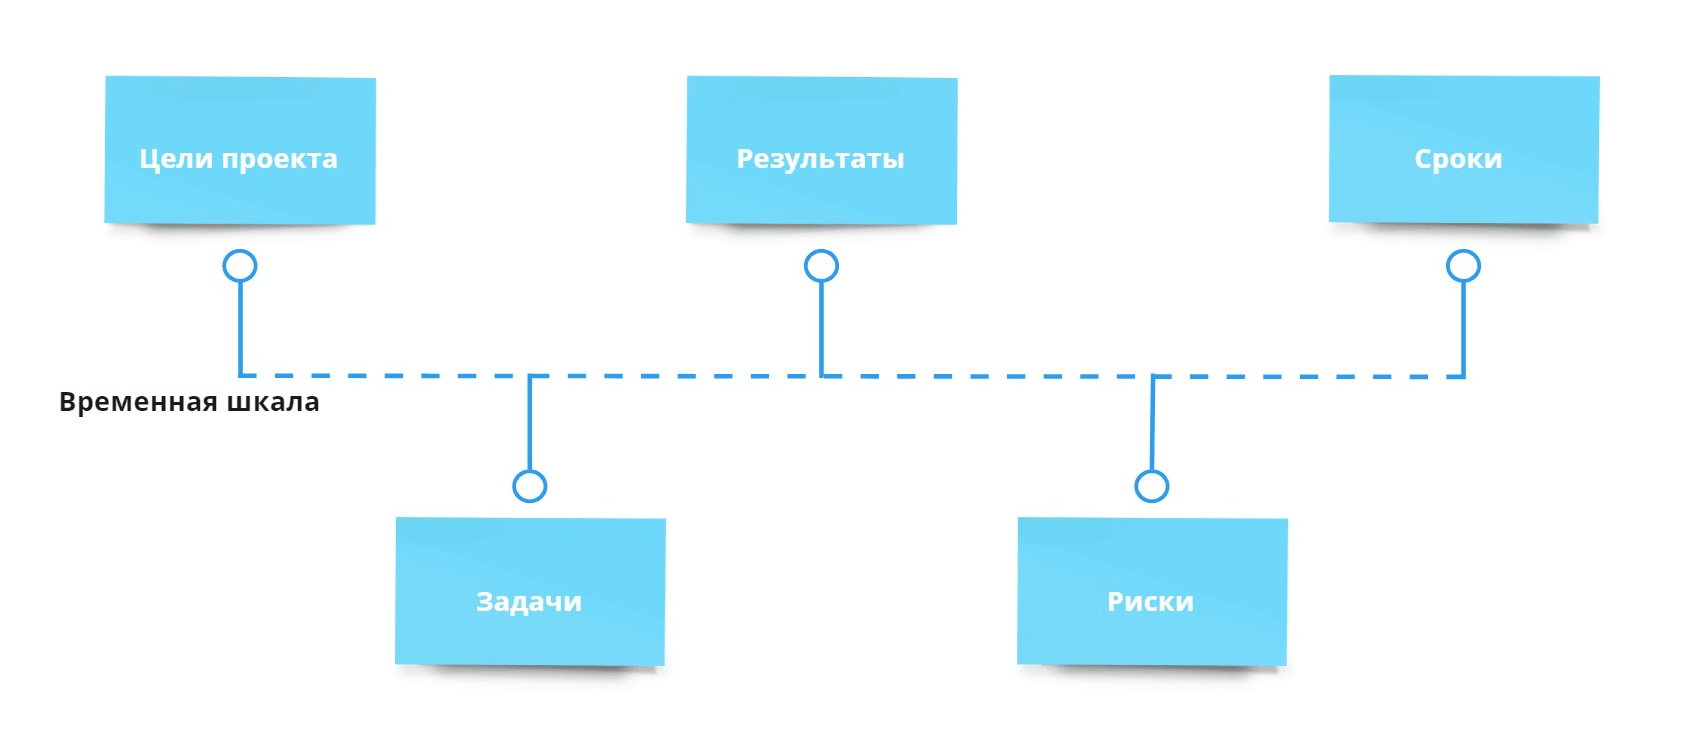 Цели проекта
Результаты
Сроки
Временная шкала
Задачи
Риски